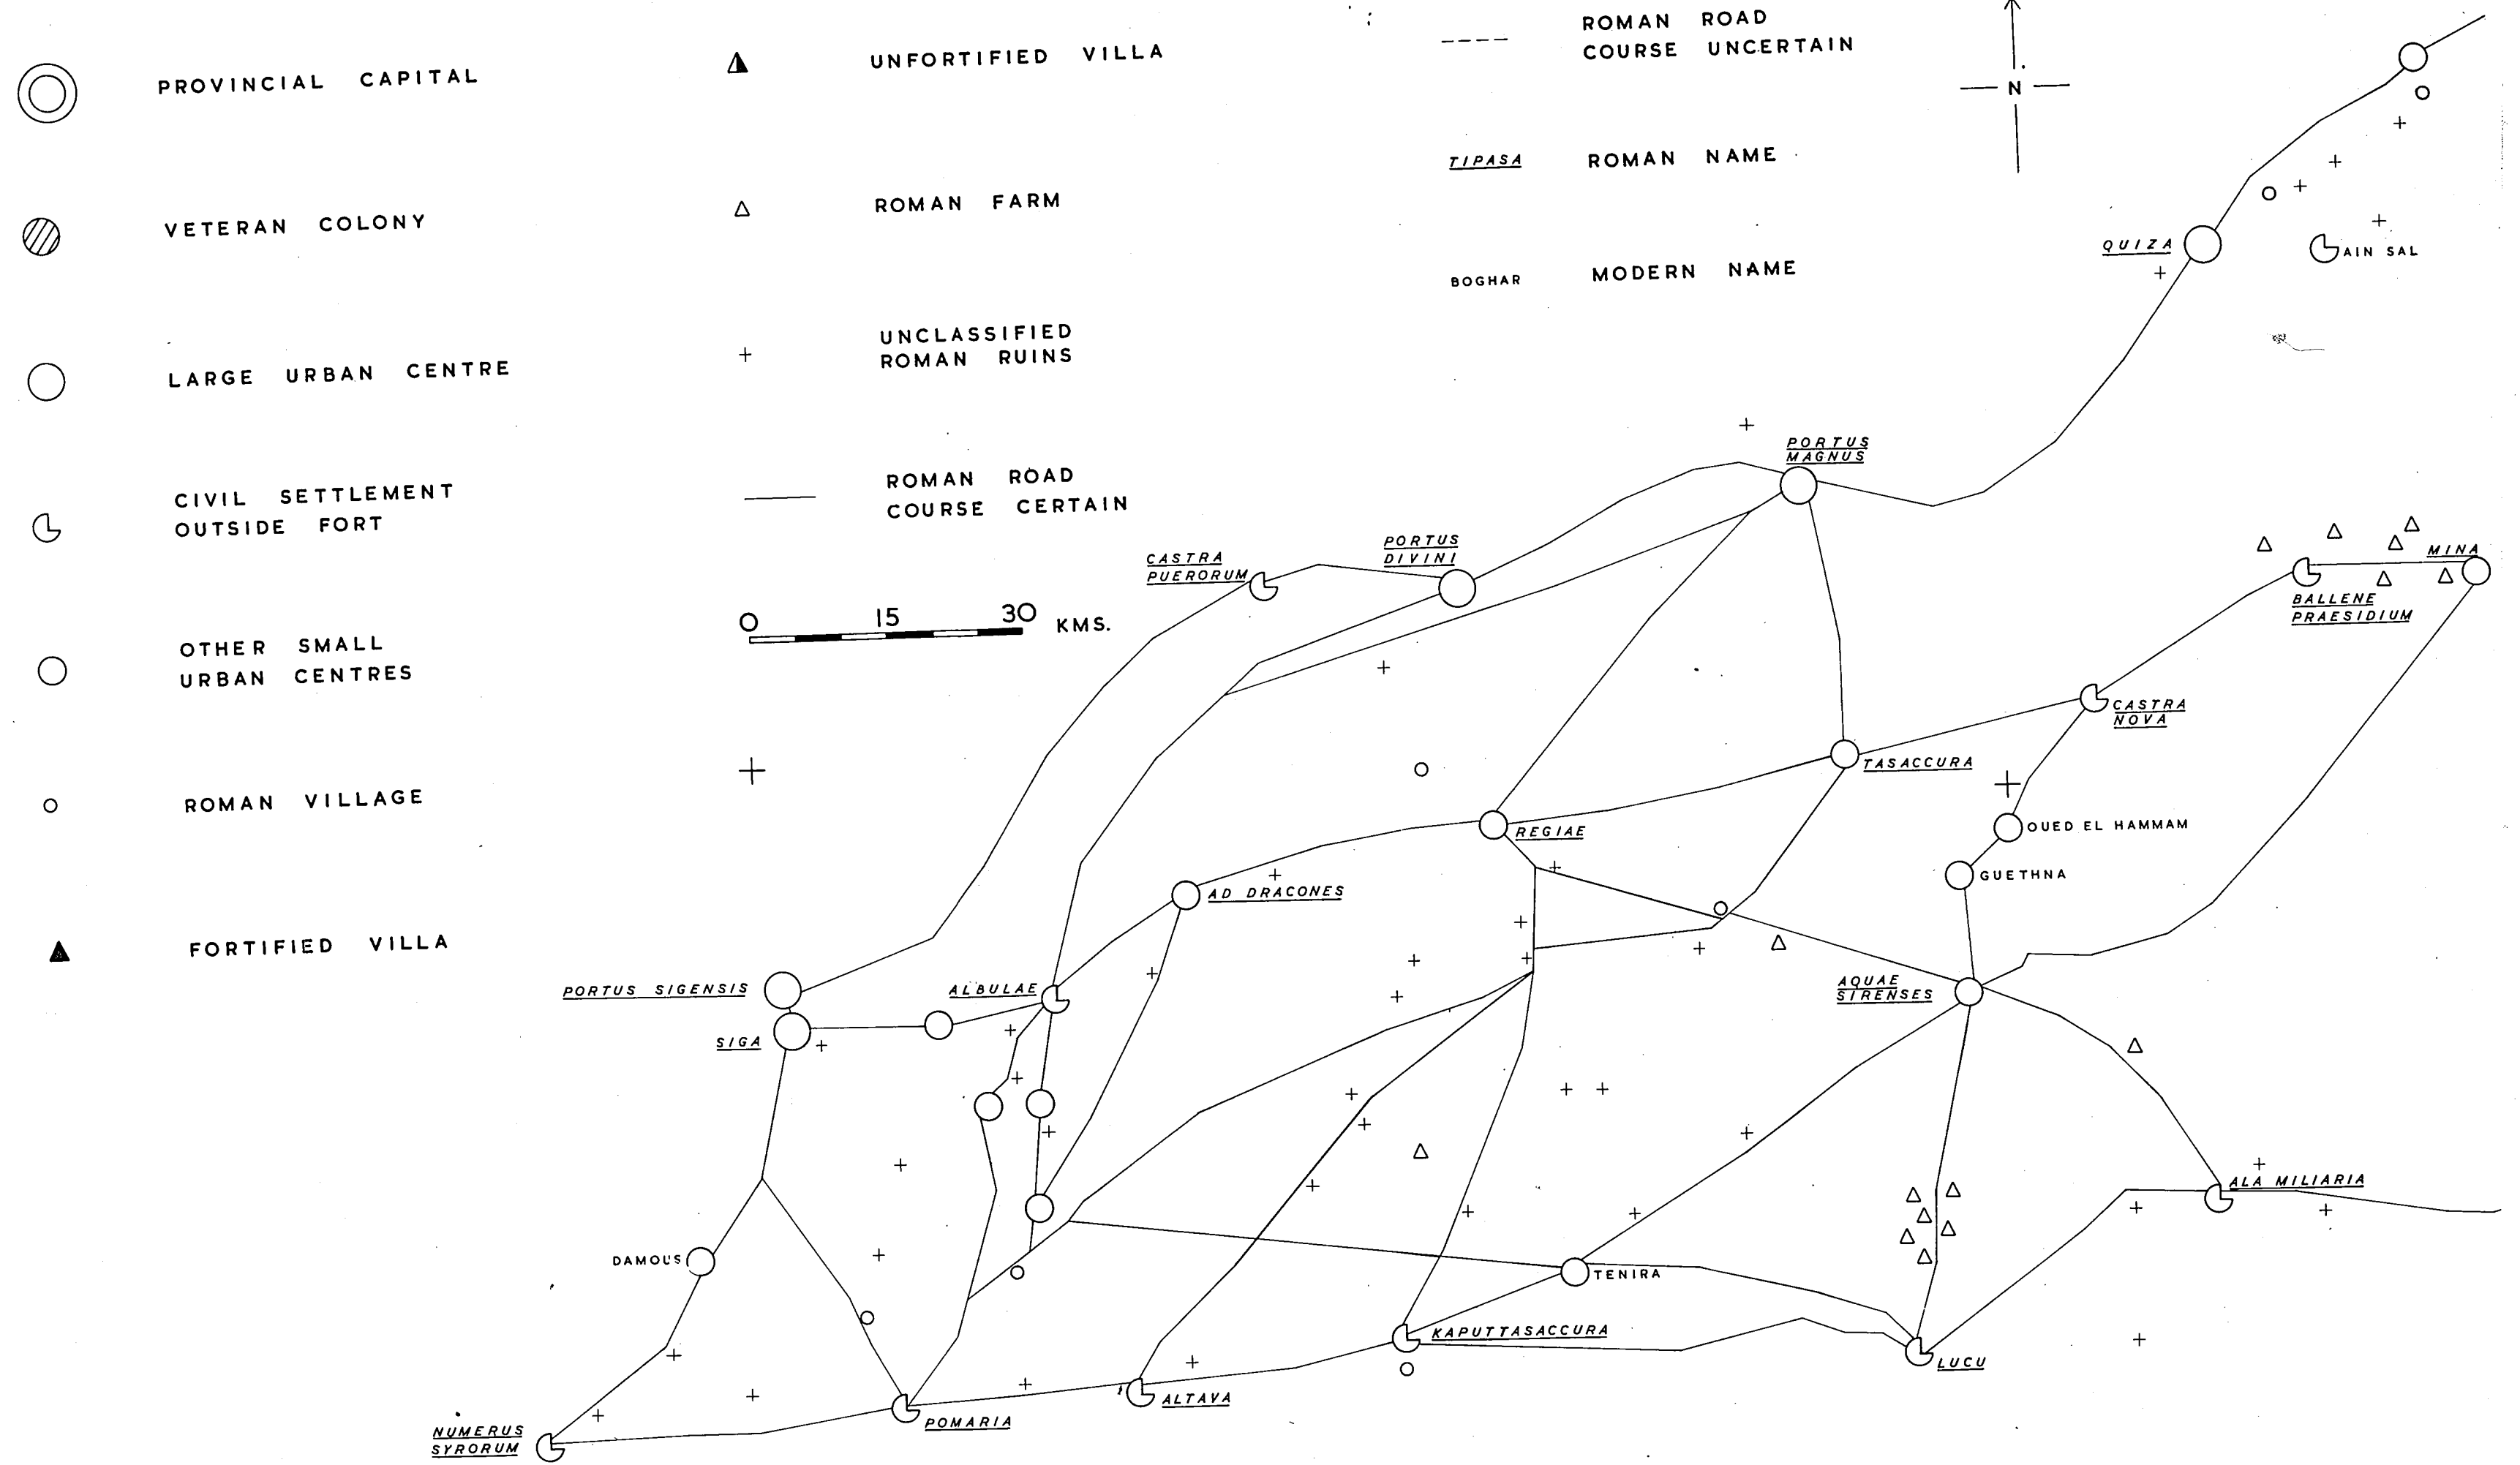 PROVINCIAL CAPITAL
VETERAN COLONY
LARGE URBAN CENTRE
CIVIL SETTLEMENT
OUTSIDE FORT
OTHER SMALL
URBAN CENTRES
ROMAN VILLAGE
FORTIFIED VILLA
UNFORTIFIED VILLA
ROMAN FARM
UNCLASSIFIED
ROMAN RUINS
ROMAN ROAD
COURSE CERTAIN
0 15 30 KMS.
ROMAN ROAD
COURSE UNCERTAIN
TIPASA ROMAN NAME
BOGHAR MODERN NAME
N
QUIZA
AIN SAL
PORTUS
MAGNUS
PORTUS
DIVINI
CASTRA
PUERORUM
MINA
BALLENE
PRAESIDIUM
CASTRA
NOVA
TASACCURA
OUED EL HAMMAM
REGIAE
GUETHNA
AD DRACONES
PORTUS SIGENSIS
ALBULAE
AQUAE
SIRENSES
SIGA
ALA MILIARIA
DAMOUS
TENIRA
KAPUTTASACCURA
LUCU
ALTAVA
POMARIA
NUMERUS
SYRORUM